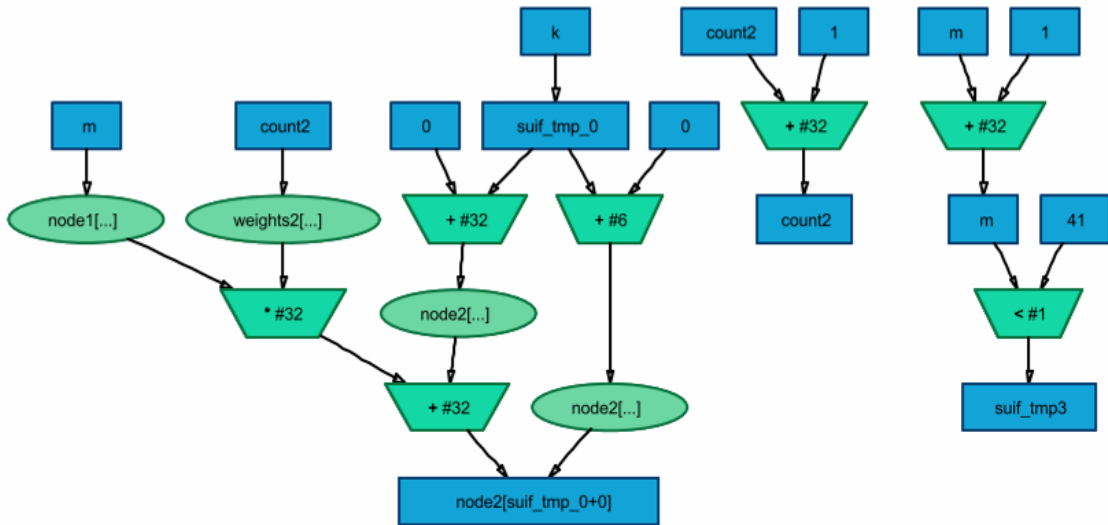 k
count2
1
m
1
m
count2
0
suif_tmp_0
0
+ #32
+ #32
node1[...]
weights2[...]
+ #32
+ #6
count2
m
41
* #32
node2[...]
< #1
+ #32
node2[...]
suif_tmp3
node2[suif_tmp_0+0]